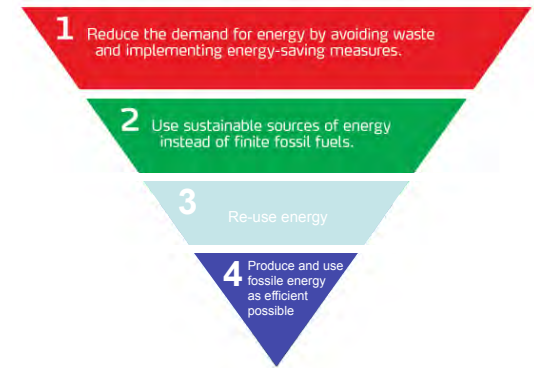 1 Reduce the demand for energy by avoiding waste
and implementing energy-saving measures.
2 Use sustainable sources of energy
instead of finite fossil fuels.
3 Re-use energy
4 Produce and use
fossile energy
as efficient
possible